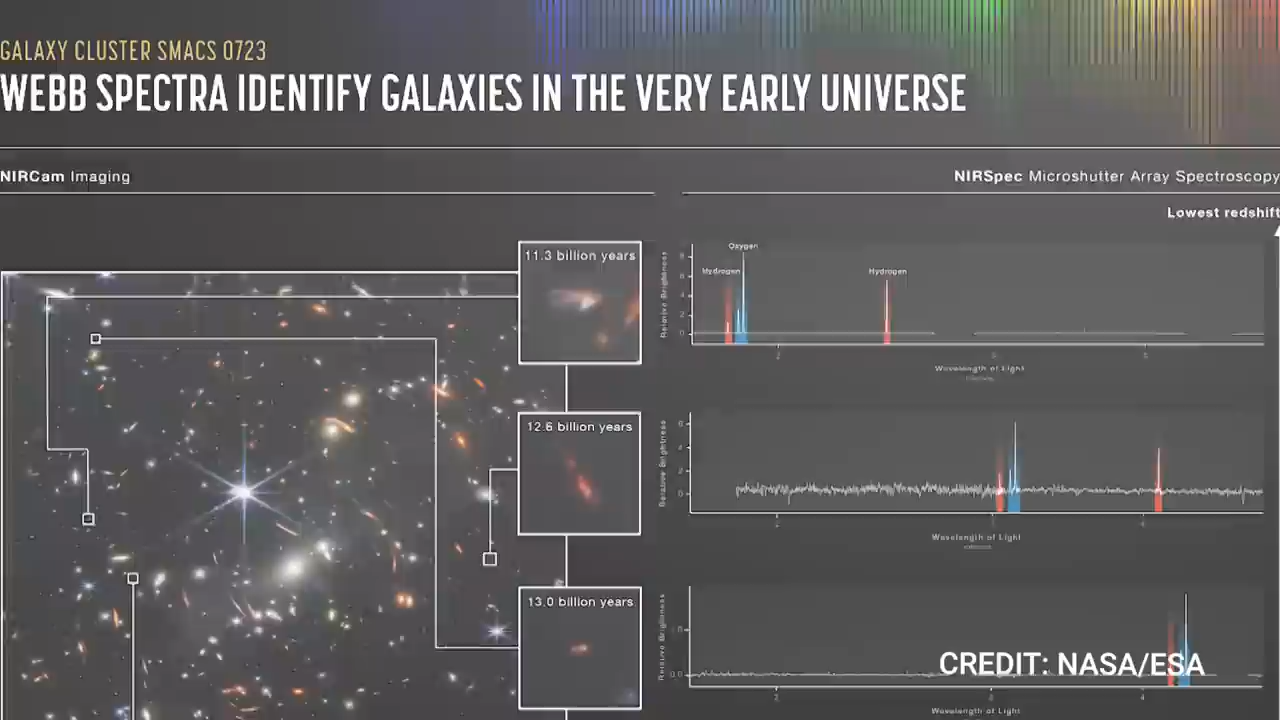 GALAXY CLUSTER SMACS 0723
WEBB SPECTRA IDENTIFY GALAXIES IN THE VERY EARLY UNIVERSE
NIRCam Imaging
NIRSpec Microshutter Array Spectroscopy
Lowest redshift
11.3 billion years
Oxygen
Hydrogen
Hydrogen
Relative Brightness
Wavelength of Light
12.6 billion years
Relative Brightness
Wavelength of Light
13.0 billion years
Relative Brightness
CREDIT: NASA/ESA
Wavelength of Light